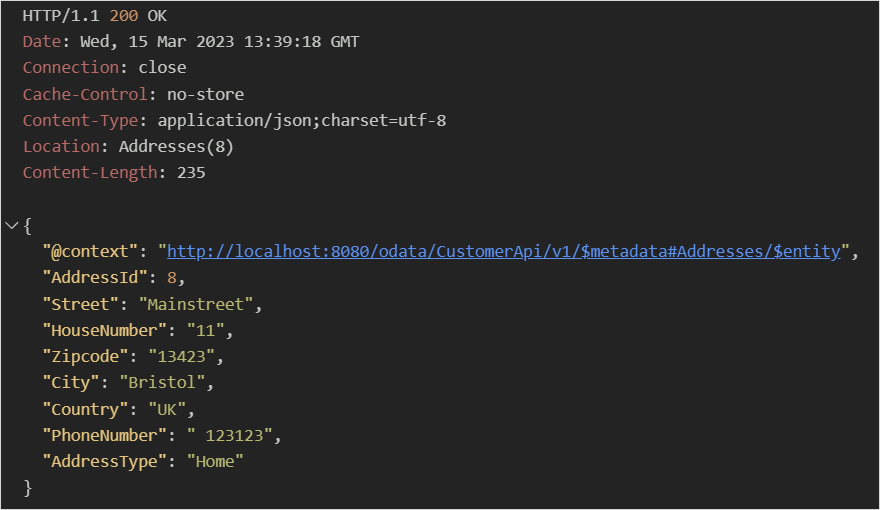 HTTP/1.1 200 OK
Date: Wed, 15 Mar 2023 13:39:18 GMT
Connection: close
Cache-Control: no-store
Content-Type: application/json;charset=utf-8
Location: Addresses(8)
Content-Length: 235
{
"@context": "http://localhost:8080/odata/CustomerApi/v1/$metadata#Addresses/$entity",
"AddressId": 8,
"Street": "Mainstreet",
"HouseNumber": "11",
"Zipcode": "13423",
"City": "Bristol",
"Country": "UK",
"PhoneNumber": " 123123",
"AddressType": "Home"
}